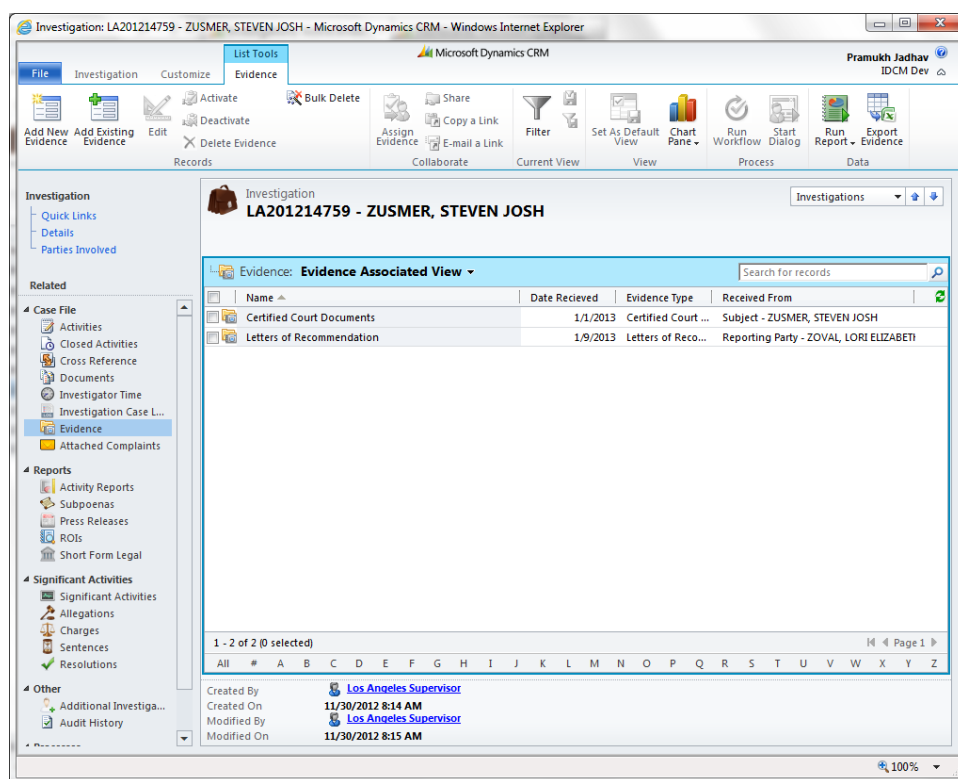 Investigation: LA201214759 - ZUSMER, STEVEN JOSH - Microsoft Dynamics CRM - Windows Internet Explorer
List Tools
Microsoft Dynamics CRM
Pramukh Jadhav
IDCM Dev
File Investigation Customize Evidence
Add New Evidence
Add Existing Evidence
Edit
Activate
Deactivate
Delete Evidence
Bulk Delete
Records
Assign Evidence
Share
Copy a Link
E-mail a Link
Collaborate
Filter
Current View
Set As Default View
Chart Pane
View
Run Workflow
Start Dialog
Process
Run Report
Export Evidence
Data
Investigation
Quick Links
Details
Parties Involved
Related
Case File
Activities
Closed Activities
Cross Reference
Documents
Investigator Time
Investigation Case L...
Evidence
Attached Complaints
Reports
Activity Reports
Subpoenas
Press Releases
ROIs
Short Form Legal
Significant Activities
Significant Activities
Allegations
Charges
Sentences
Resolutions
Other
Additional Investiga...
Audit History
Investigation
LA201214759 - ZUSMER, STEVEN JOSH
Investigations
Evidence: Evidence Associated View
Search for records
Name Date Recieved Evidence Type Received From
Certified Court Documents 1/1/2013 Certified Court ... Subject - ZUSMER, STEVEN JOSH
Letters of Recommendation 1/9/2013 Letters of Reco... Reporting Party - ZOVAL, LORI ELIZABETH
1 - 2 of 2 (0 selected)
Page 1
All # A B C D E F G H I J K L M N O P Q R S T U V W X Y Z
Created By Los Angeles Supervisor
Created On 11/30/2012 8:14 AM
Modified By Los Angeles Supervisor
Modified On 11/30/2012 8:15 AM
100%